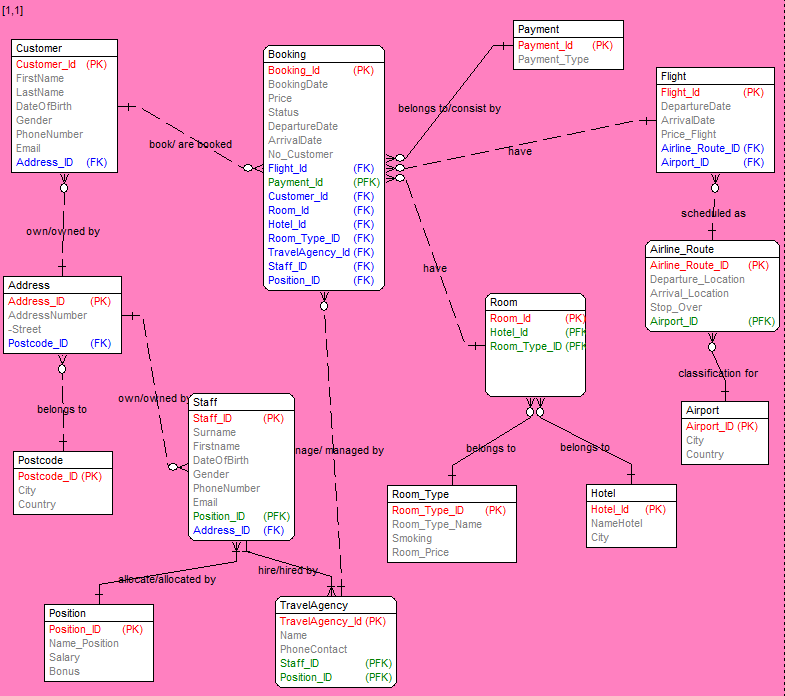 [1,1]
Customer
Customer_Id (PK)
FirstName
LastName
DateOfBirth
Gender
PhoneNumber
Email
Address_ID (FK)
Booking
Booking_Id (PK)
BookingDate
Price
Status
DepartureDate
ArrivalDate
No_Customer
Flight_Id (FK)
Payment_Id (PFK)
Customer_Id (FK)
Room_Id (FK)
Hotel_Id (FK)
Room_Type_ID (FK)
TravelAgency_Id (FK)
Staff_ID (FK)
Position_ID (FK)
Payment
Payment_Id (PK)
Payment_Type
Flight
Flight_Id (PK)
DepartureDate
ArrivalDate
Price_Flight
Airline_Route_ID (FK)
Airport_ID (FK)
belongs to/consist by
book/ are booked
have
scheduled as
own/owned by
have
Airline_Route
Airline_Route_ID (PK)
Departure_Location
Arrival_Location
Stop_Over
Airport_ID (PFK)
Address
Address_ID (PK)
AddressNumber
-Street
Postcode_ID (FK)
Room
Room_Id (PK)
Hotel_Id (PFK
Room_Type_ID (PFK
classification for
own/owned by
belongs to
Staff
Staff_ID (PK)
Surname
Firstname
DateOfBirth
Gender
PhoneNumber
Email
Position_ID (PFK)
Address_ID (FK)
Airport
Airport_ID (PK)
City
Country
nage/ managed by
belongs to
belongs to
Postcode
Postcode_ID (PK)
City
Country
Room_Type
Room_Type_ID (PK)
Room_Type_Name
Smoking
Room_Price
Hotel
Hotel_Id (PK)
NameHotel
City
allocate/allocated by
hire/hired by
Position
Position_ID (PK)
Name_Position
Salary
Bonus
TravelAgency
TravelAgency_Id (PK)
Name
PhoneContact
Staff_ID (PFK)
Position_ID (PFK)